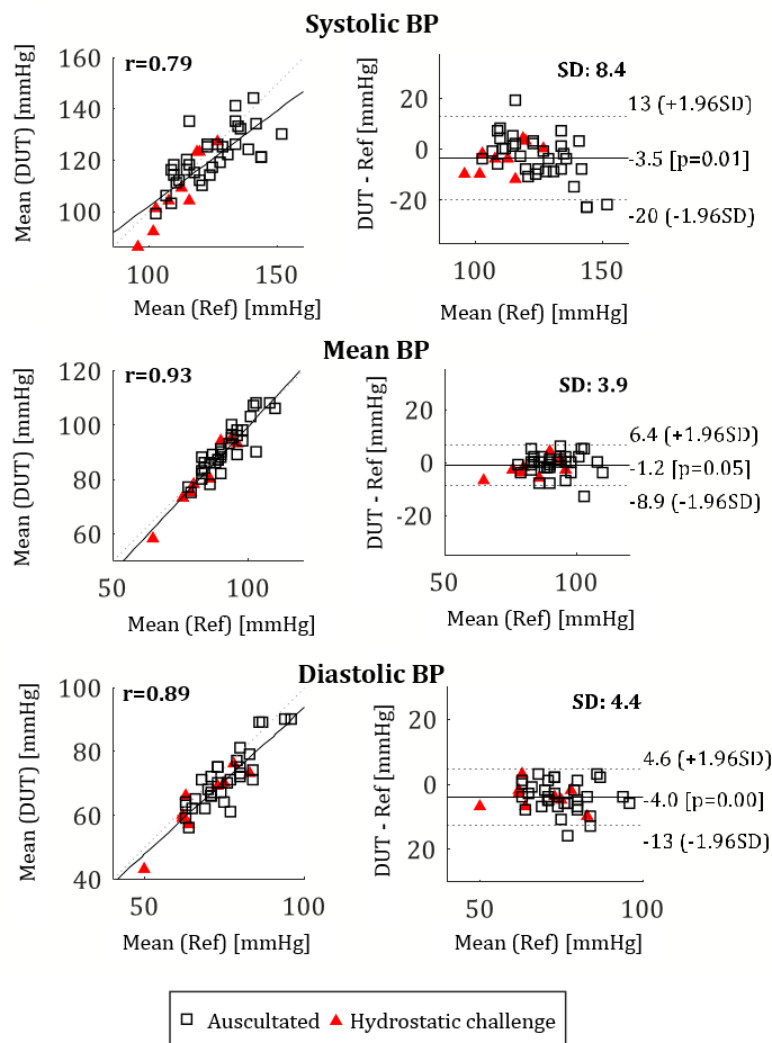 Systolic BP
r=0.79
160
140
120
100
Mean (DUT) [mmHg]
100
150
Mean (Ref) [mmHg]
SD: 8.4
20
0
-20
DUT - Ref [mmHg]
13 (+1.96SD)
-3.5 [p=0.01]
-20 (-1.96SD)
100
150
Mean (Ref) [mmHg]
Mean BP
r=0.93
120
100
80
60
Mean (DUT) [mmHg]
50
100
Mean (Ref) [mmHg]
SD: 3.9
20
0
-20
DUT - Ref [mmHg]
6.4 (+1.96SD)
-1.2 [p=0.05]
-8.9 (-1.96SD)
50
100
Mean (Ref) [mmHg]
Diastolic BP
r=0.89
100
80
60
40
Mean (DUT) [mmHg]
50
100
Mean (Ref) [mmHg]
SD: 4.4
20
0
20
DUT - Ref [mmHg]
4.6 (+1.96SD)
-4.0 [p=0.00]
-13 (-1.96SD)
50
100
Mean (Ref) [mmHg]
Auscultated
Hydrostatic challenge